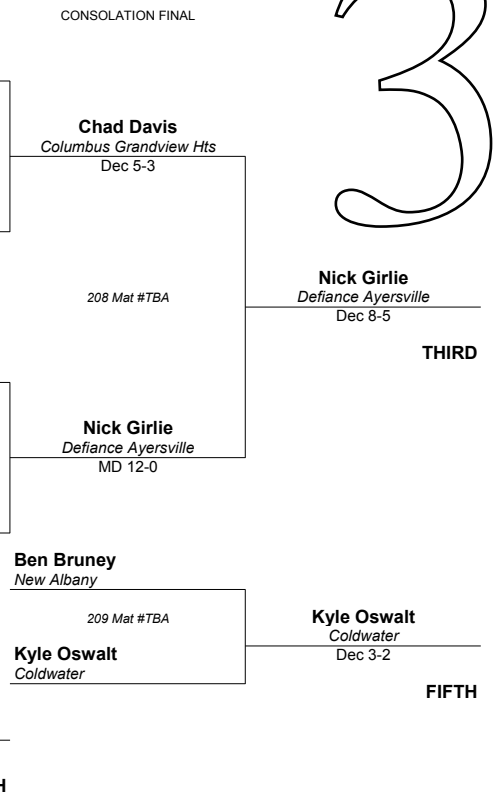 CONSOLATION FINAL
3
Chad Davis
Columbus Grandview Hts
Dec 5-3
208 Mat #TBA
Nick Girlie
Defiance Ayersville
Dec 8-5
THIRD
Nick Girlie
Defiance Ayersville
MD 12-0
Ben Bruney
New Albany
209 Mat #TBA
Kyle Oswalt
Coldwater
Kyle Oswalt
Coldwater
Dec 3-2
FIFTH
H